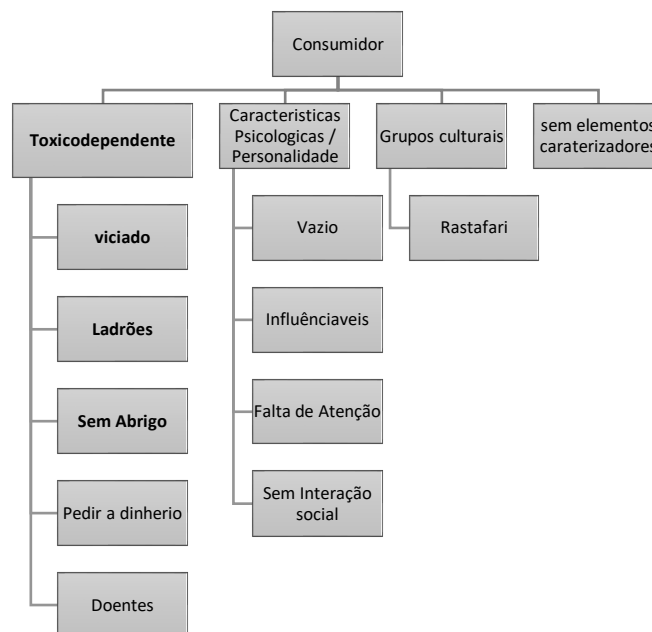 Consumidor
Toxicodependente
Caracteristicas
Psicologicas /
Personalidade
Grupos culturais
sem elementos
caraterizadores
viciado
Ladrões
Sem Abrigo
Pedir a dinherio
Doentes
Vazio
Influênciaveis
Falta de Atenção
Sem Interação
social
Rastafari